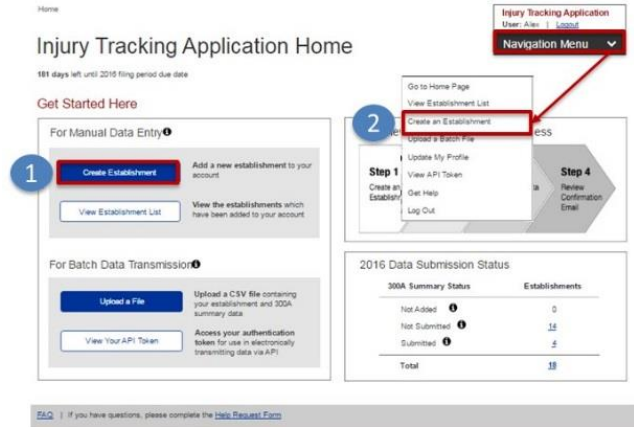 Home
Injury Tracking Application
User: Alex | Logout
Navigation Menu
Injury Tracking Application Home
181 days left until 2016 filing period due date
Get Started Here
For Manual Data Entry
1
Create Establishment
Add a new establishment to your
account
View Establishment List
View the establishments which
have been added to your account
For Batch Data Transmission
Upload a File
Upload a CSV file containing
your establishment and 300A
summary data
View Your API Token
Access your authentication
token for use in electronically
transmitting data via API
2
Go to Home Page
View Establishment List
Create an Establishment
Upload a Batch File
Update My Profile
View API Token
Get Help
Log Out
ess
Step 1
Create an
Step 4
Review
Confirmation
Email
2016 Data Submission Status
300A Summary Status Establishments
Not Added 0
Not Submitted 14
Submitted 4
Total 18
FAQ | If you have questions, please complete the Help Request Form